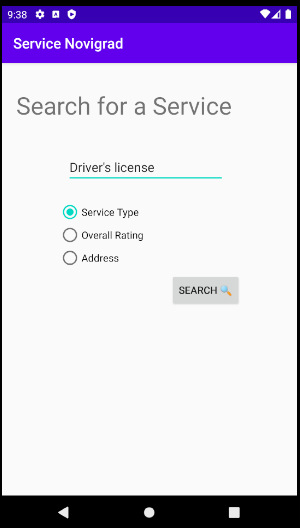 9:38
Service Novigrad
Search for a Service
Driver's license
Service Type
Overall Rating
Address
SEARCH 🔍